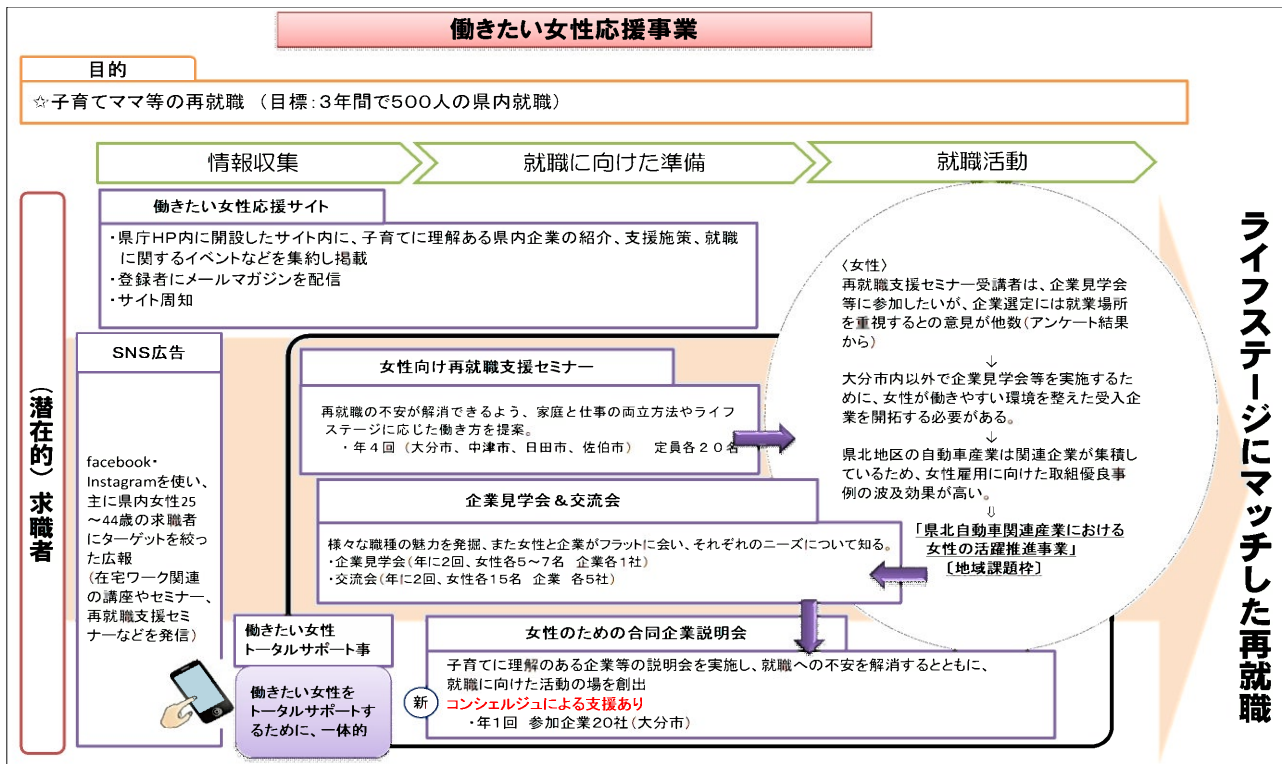 働きたい女性応援事業
目的
☆子育てママ等の再就職 （目標：３年間で５００人の県内就職）
情報収集
就職に向けた準備
就職活動
（潜在的）求職者
働きたい女性応援サイト
・県庁ＨＰ内に開設したサイト内に、子育てに理解ある県内企業の紹介、支援施策、就職
に関するイベントなどを集約し掲載
・登録者にメールマガジンを配信
・サイト周知
SNS広告
facebook・
Instagramを使い、
主に県内女性25
～44歳の求職者
にターゲットを絞っ
た広報
（在宅ワーク関連
の講座やセミナー、
再就職支援セミ
ナーなどを発信）
女性向け再就職支援セミナー
再就職の不安が解消できるよう、家庭と仕事の両立方法やライフ
ステージに応じた働き方を提案。
・年４回 （大分市、中津市、日田市、佐伯市） 定員各２０名
企業見学会＆交流会
様々な職種の魅力を発掘、また女性と企業がフラットに会い、それぞれのニーズについて知る。
・企業見学会（年に2回、女性各5～7名 企業各1社）
・交流会（年に2回、女性各15名 企業 各5社）
〈女性〉
再就職支援セミナー受講者は、企業見学会
等に参加したいが、企業選定には就業場所
を重視するとの意見が他数（アンケート結果
から）
↓
大分市内以外で企業見学会等を実施するた
めに、女性が働きやすい環境を整えた受入企
業を開拓する必要がある。
↓
県北地区の自動車産業は関連企業が集積し
ているため、女性雇用に向けた取組優良事
例の波及効果が高い。
⇓
「県北自動車関連産業における
女性の活躍推進事業」
〔地域課題枠〕
働きたい女性
トータルサポート事
働きたい女性を
トータルサポートす
るために、一体的
女性のための合同企業説明会
新
子育てに理解のある企業等の説明会を実施し、就職への不安を解消するとともに、
就職に向けた活動の場を創出
コンシェルジュによる支援あり
・年1回 参加企業20社（大分市）
ライフステージにマッチした再就職